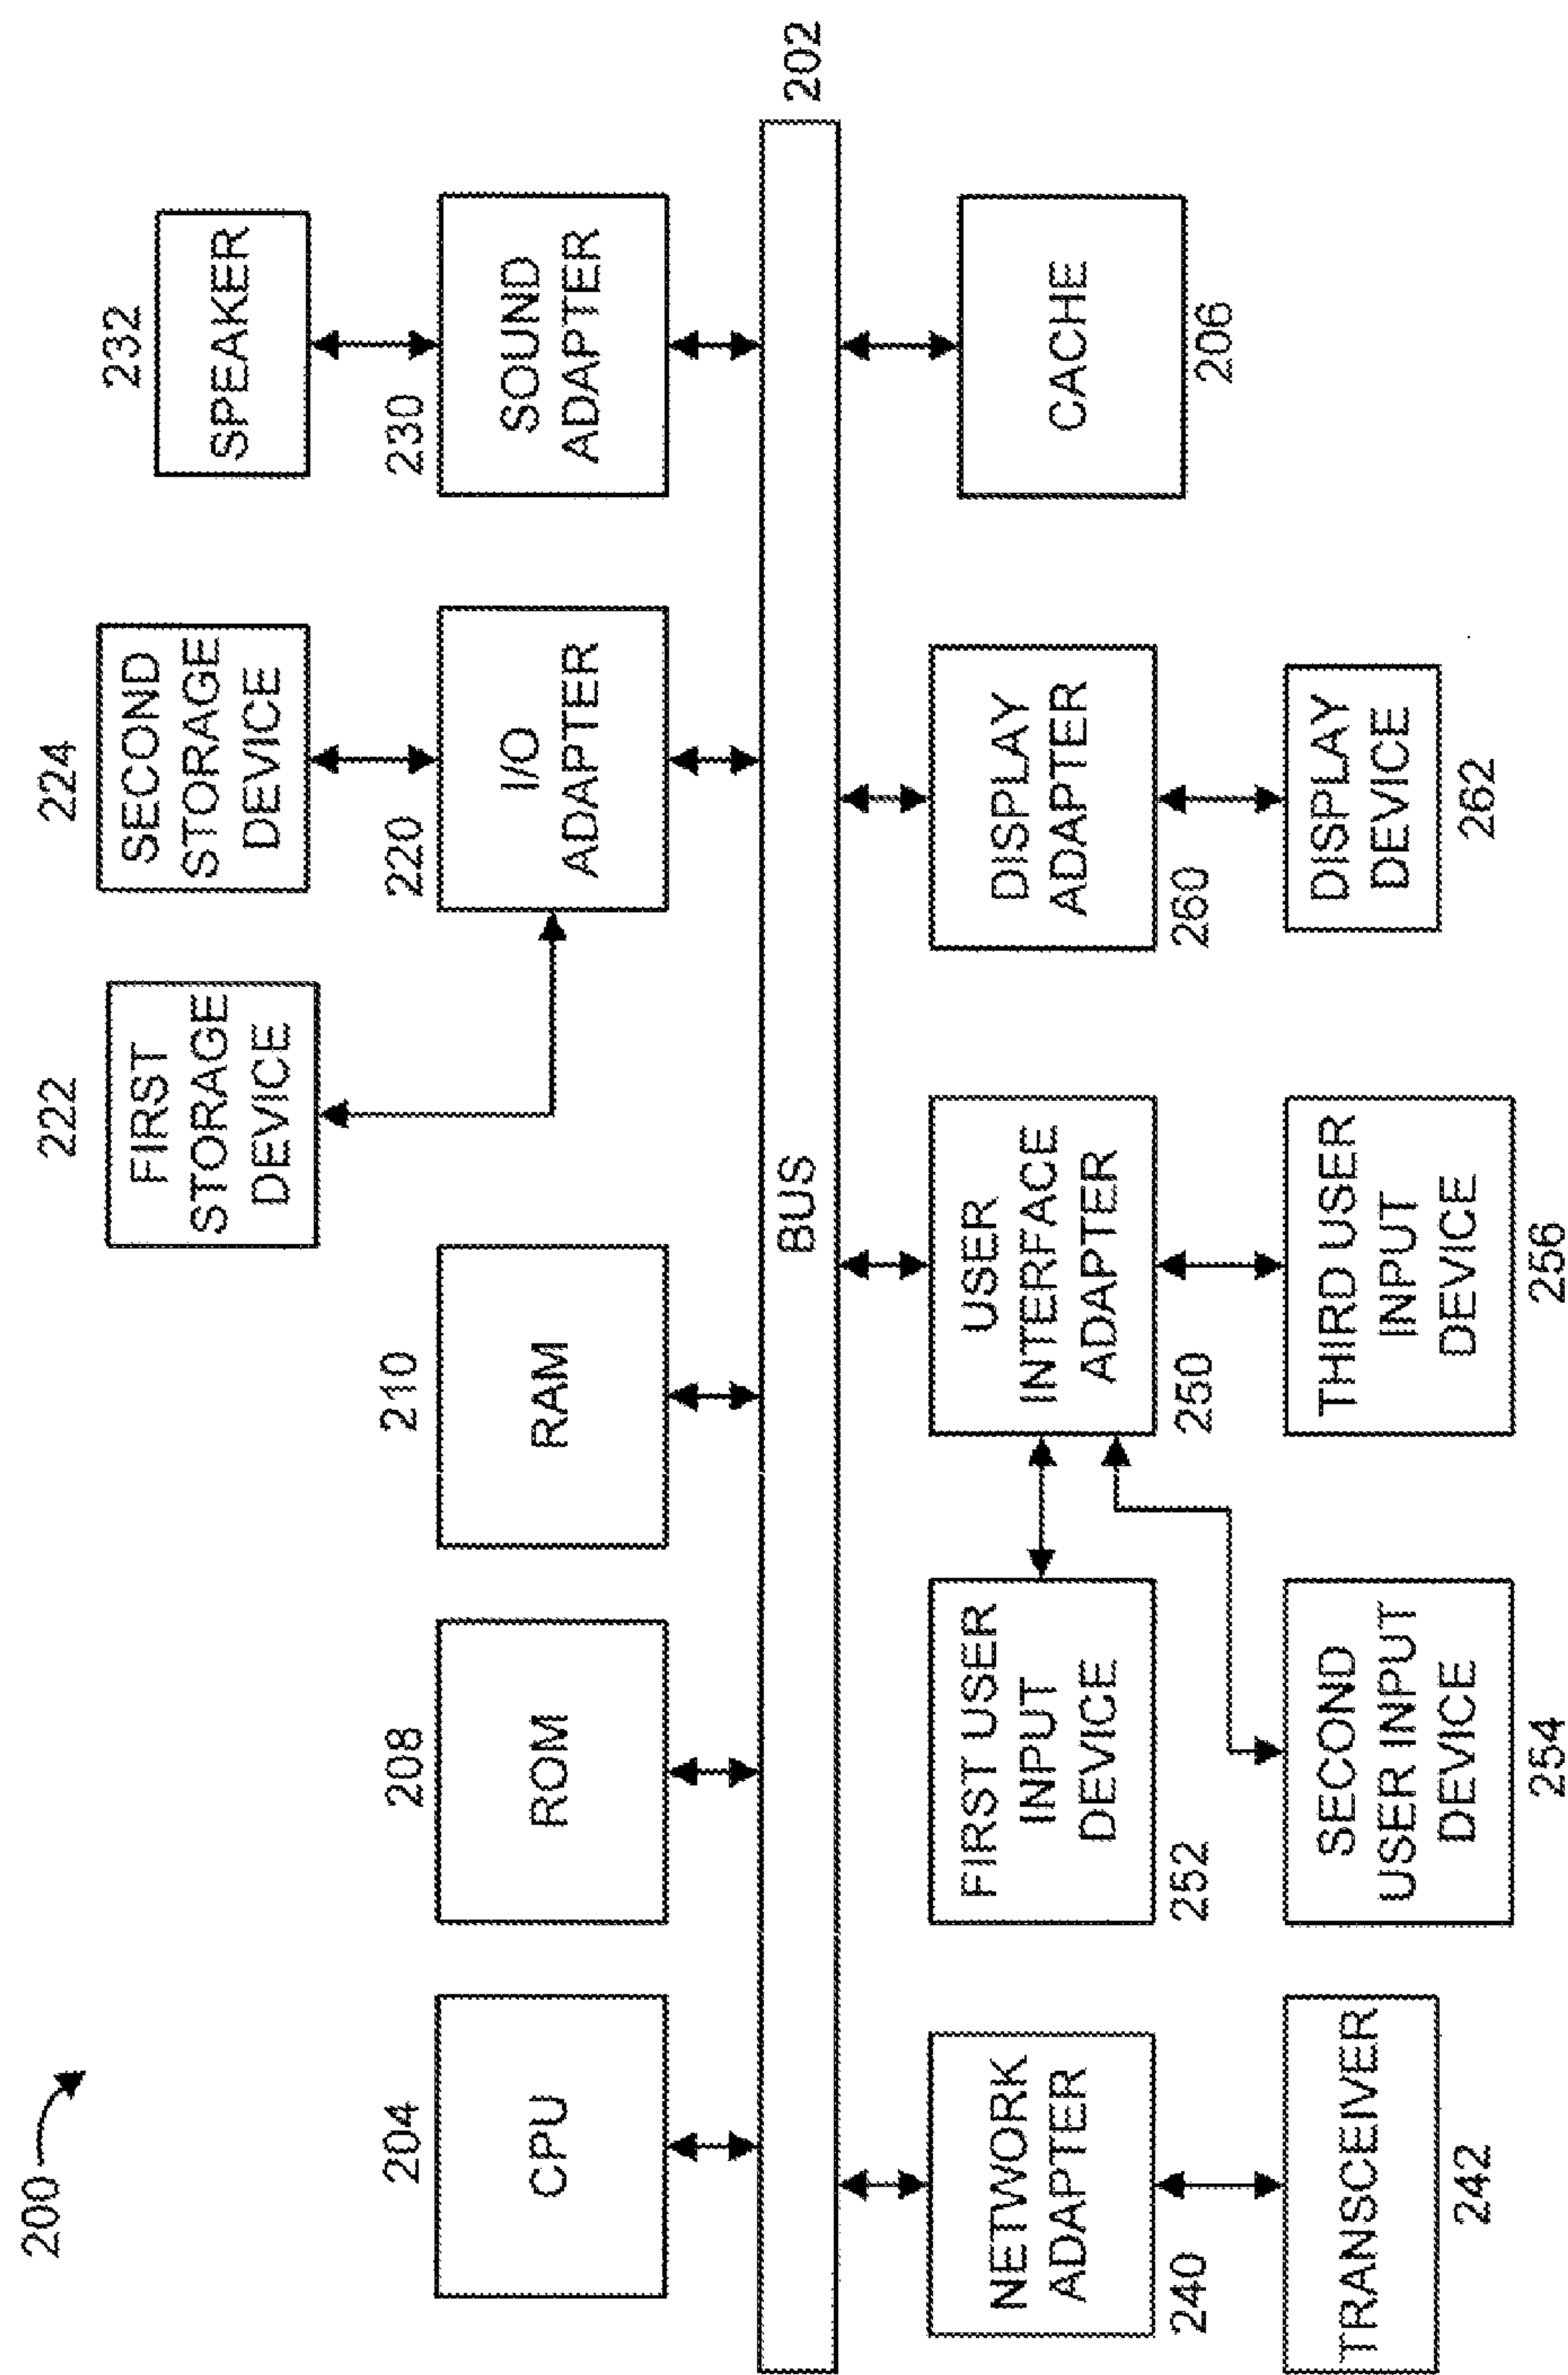 200
204
CPU
208
ROM
210
RAM
222
FIRST
STORAGE
DEVICE
224
SECOND
STORAGE
DEVICE
220
I/O
ADAPTER
232
SPEAKER
230
SOUND
ADAPTER
BUS
202
NETWORK
ADAPTER
240
TRANSCEIVER
242
FIRST USER
INPUT
DEVICE
252
SECOND
USER INPUT
DEVICE
254
USER
INTERFACE
ADAPTER
250
THIRD USER
INPUT
DEVICE
256
DISPLAY
ADAPTER
260
DISPLAY
DEVICE
262
CACHE
206